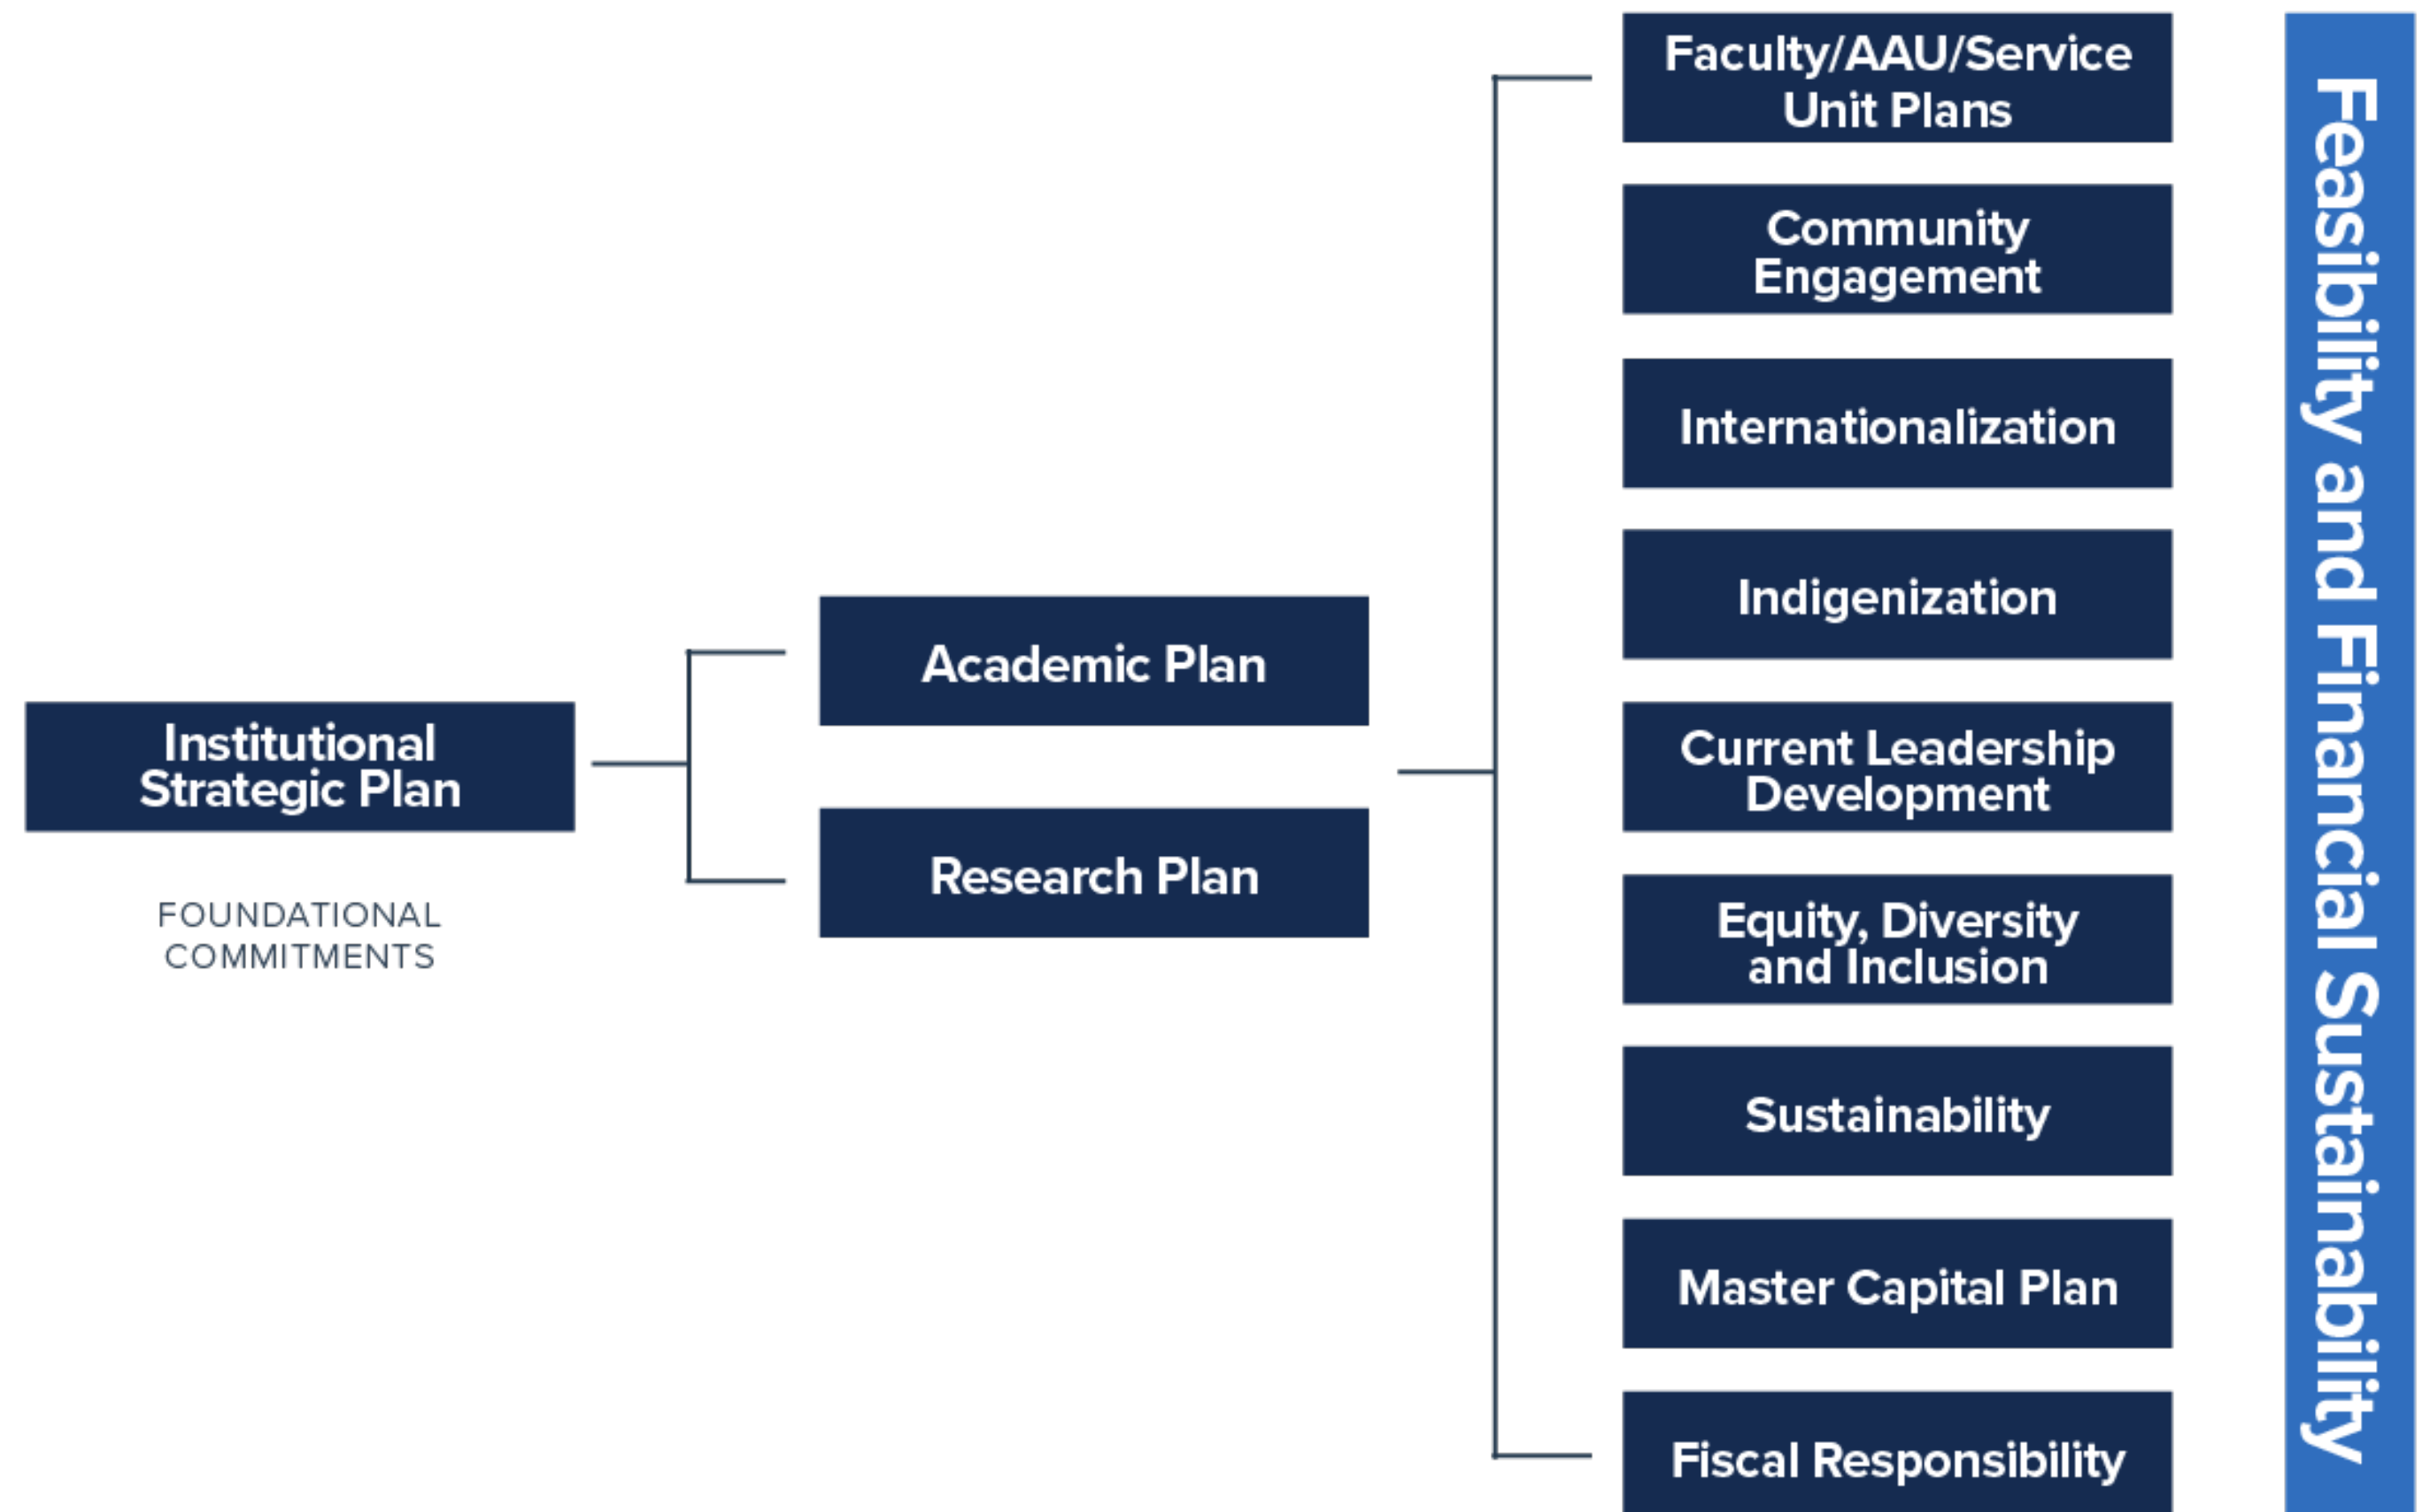 Institutional
Strategic Plan
FOUNDATIONAL
COMMITMENTS
Academic Plan
Research Plan
Faculty/AAU/Service
Unit Plans
Community
Engagement
Internationalization
Indigenization
Current Leadership
Development
Equity, Diversity
and Inclusion
Sustainability
Master Capital Plan
Fiscal Responsibility
Feasibility and Financial Sustainability